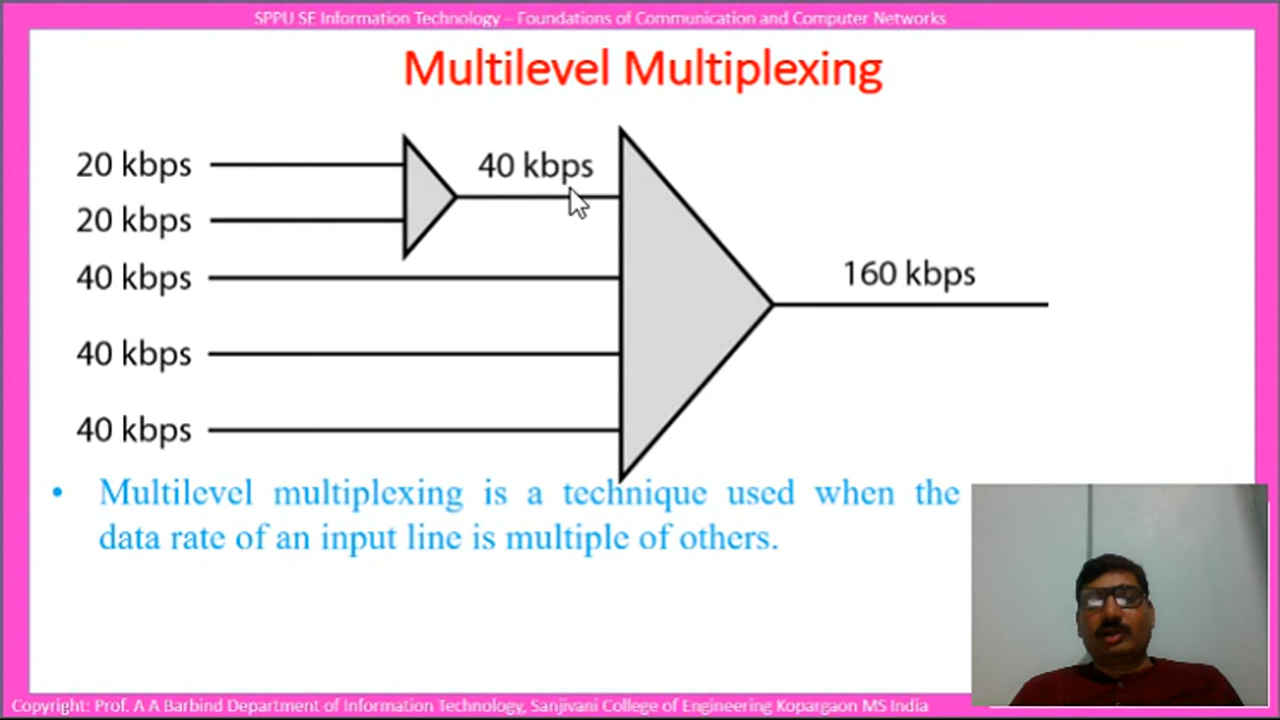 SPPU SE Information Technology – Foundations of Communication and Computer Networks
Multilevel Multiplexing
20 kbps
40 kbps
20 kbps
40 kbps
160 kbps
40 kbps
40 kbps
• Multilevel multiplexing is a technique used when the
data rate of an input line is multiple of others.
Copyright: Prof. A A Barbind Department of Information Technology, Sanjivani College of Engineering Kopargaon MS India